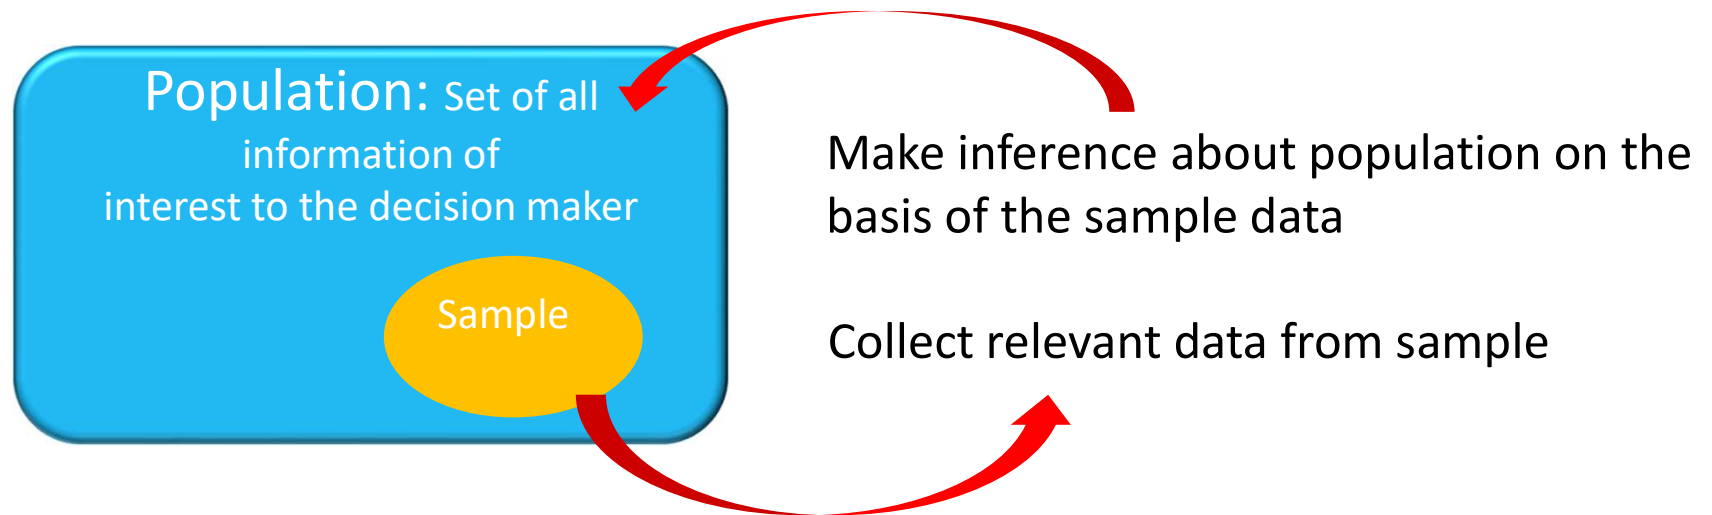 Population: Set of all
information of
interest to the decision maker
Sample
Make inference about population on the
basis of the sample data
Collect relevant data from sample